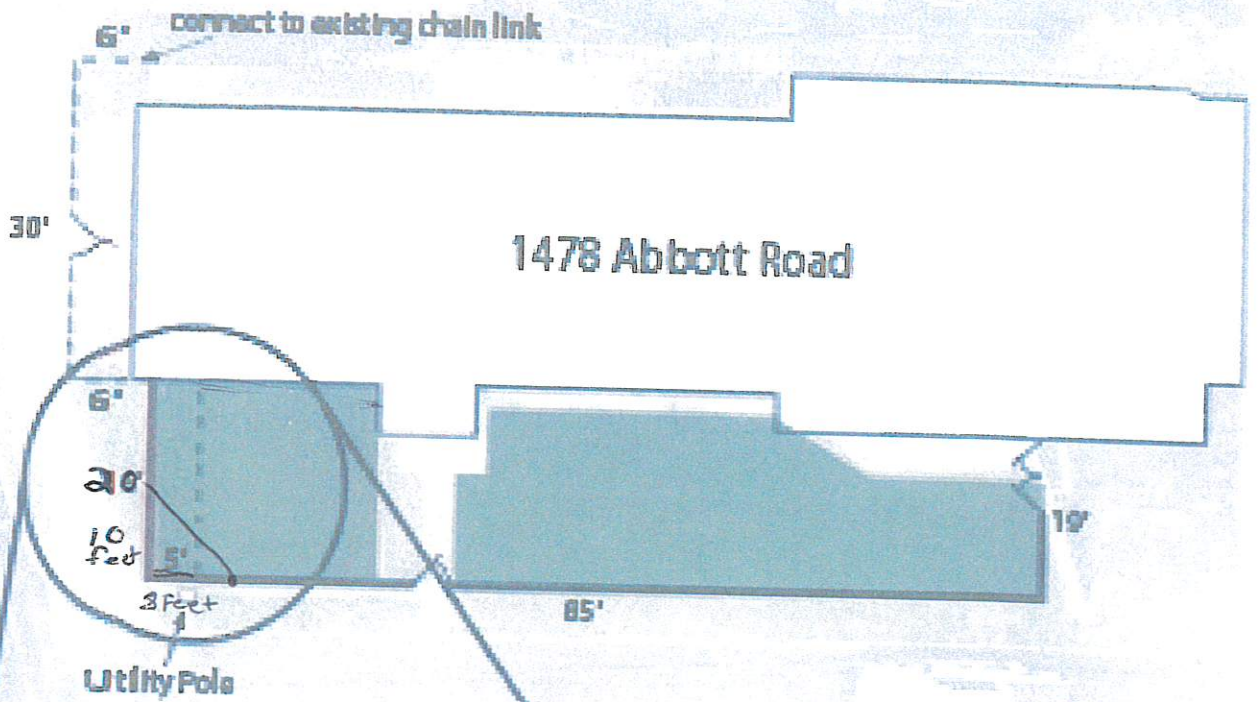 6'
connect to existing chain link
30'
1478 Abbott Road
6'
20'
10
feet
5'
3 Feet
19'
85'
Utility Pole